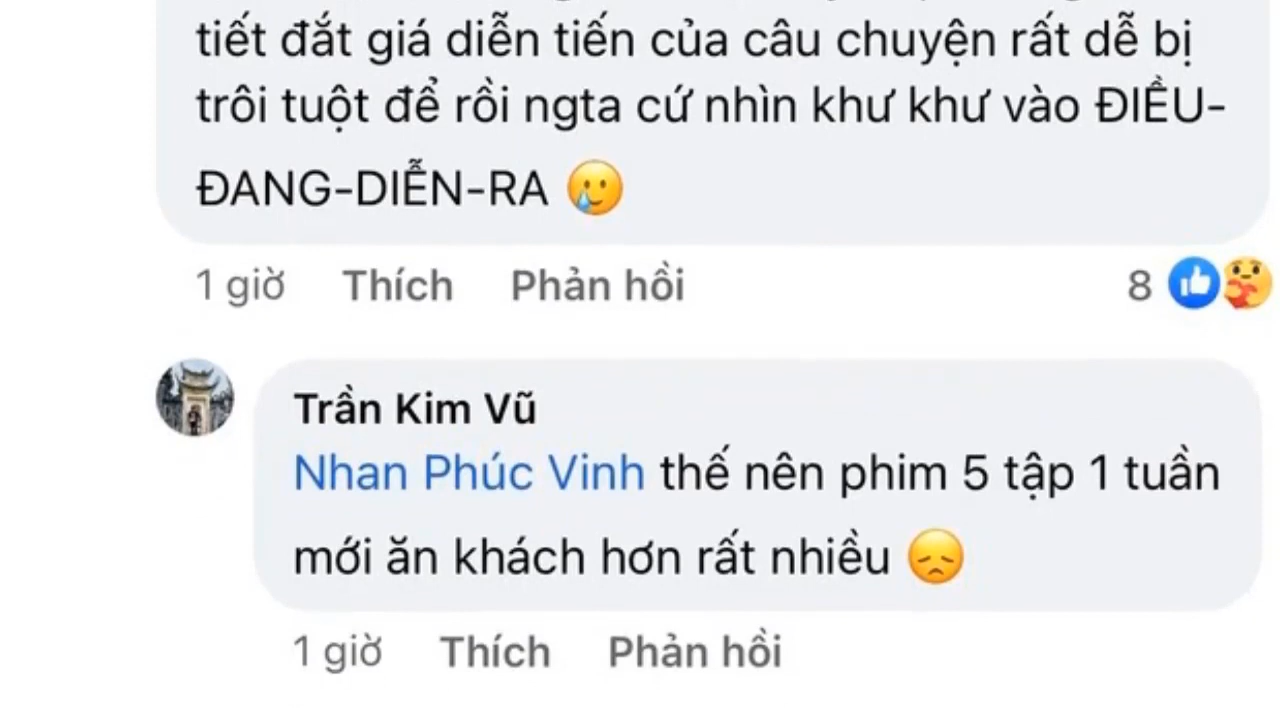 tiết đắt giá diễn tiến của câu chuyện rất dễ bị
trôi tuột để rồi ngta cứ nhìn khư khư vào ĐIỀU-
ĐANG-DIỄN-RA 🥲
1 giờ Thích Phản hồi 8
Trần Kim Vũ
Nhan Phúc Vinh thế nên phim 5 tập 1 tuần
mới ăn khách hơn rất nhiều 😞
1 giờ Thích Phản hồi